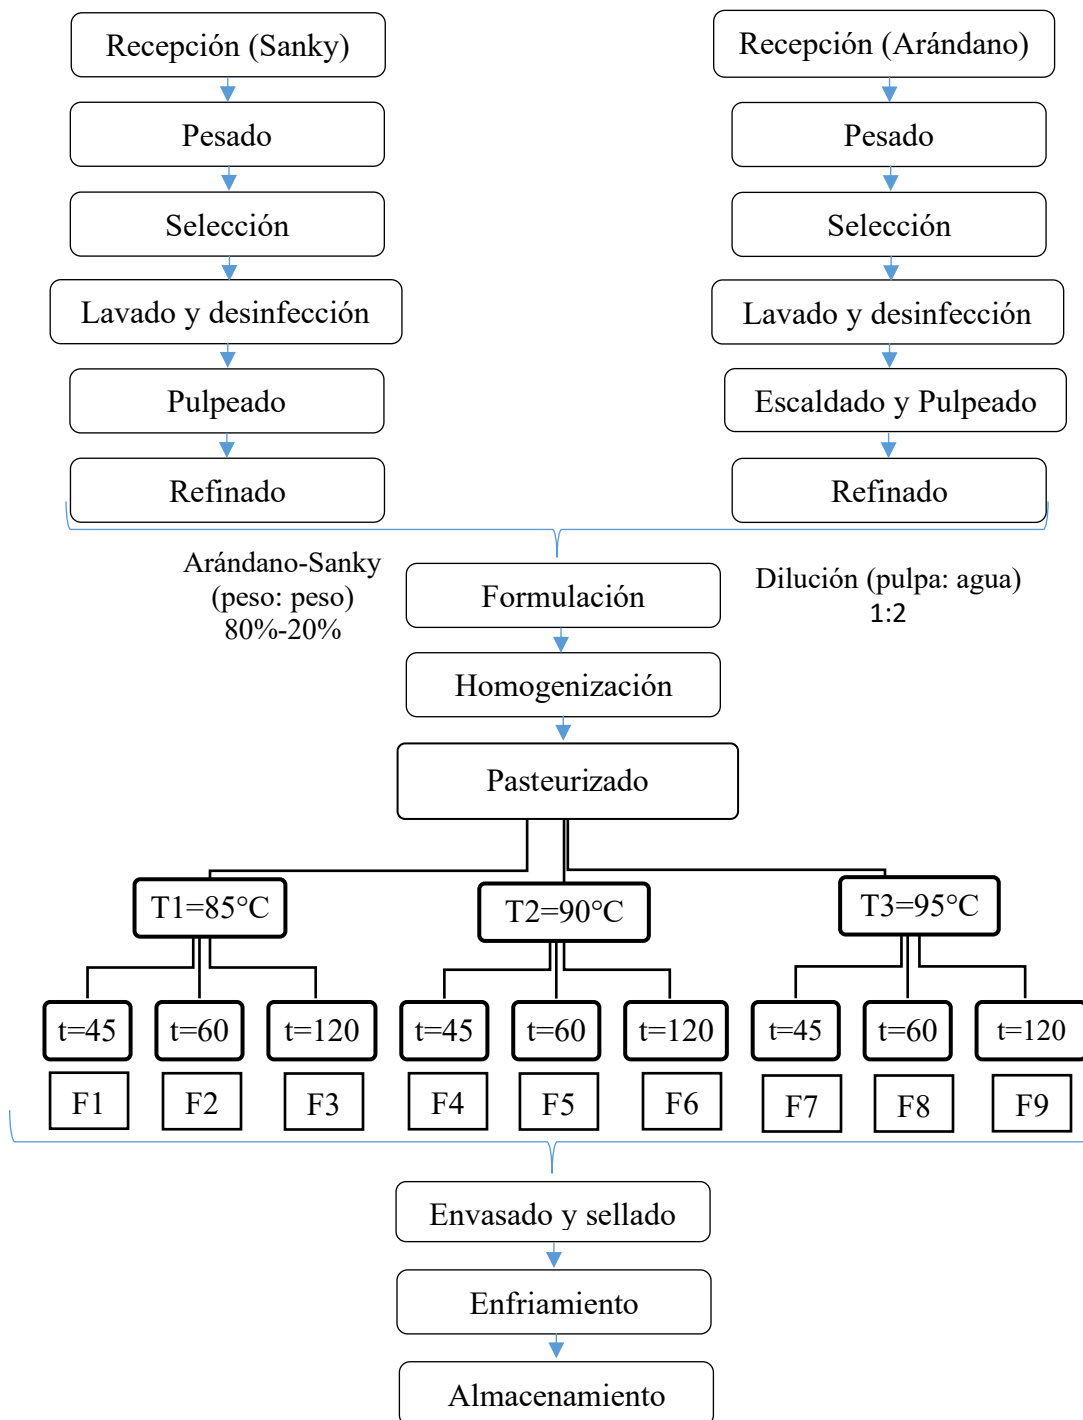 Recepción (Sanky)
Recepción (Arándano)
Pesado
Pesado
Selección
Selección
Lavado y desinfección
Lavado y desinfección
Pulpeado
Escaldado y Pulpeado
Refinado
Refinado
Arándano-Sanky
(peso: peso)
80%-20%
Formulación
Dilución (pulpa: agua)
1:2
Homogenización
Pasteurizado
T1=85°C
T2=90°C
T3=95°C
t=45
t=60
t=120
t=45
t=60
t=120
t=45
t=60
t=120
F1
F2
F3
F4
F5
F6
F7
F8
F9
Envasado y sellado
Enfriamiento
Almacenamiento